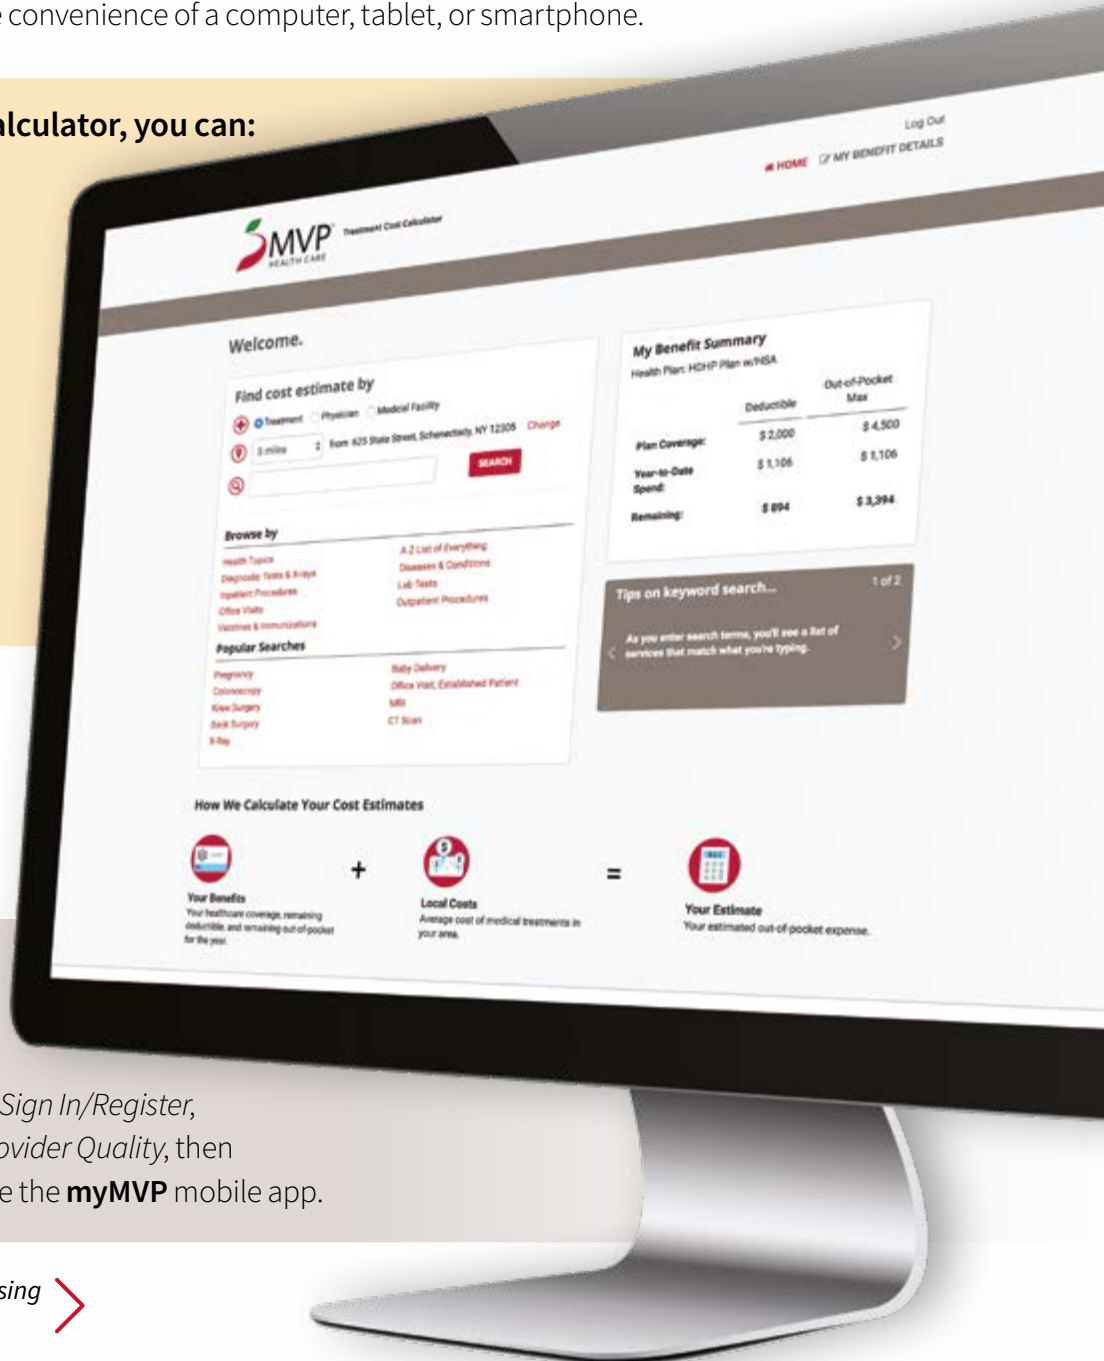 e convenience of a computer, tablet, or smartphone.
alculator, you can:
Log Out
HOME MY BENEFIT DETAILS
MVP Treatment Cost Calculator
HEALTH CARE
Welcome.
Find cost estimate by
Treatment Physician Medical Facility
5 miles from 625 State Street, Schenectady, NY 12305 Change
SEARCH
Browse by
Health Topics
Diagnostic Tests & X-rays
Inpatient Procedures
Office Visits
Vaccines & Immunizations
A-Z List of Everything
Diseases & Conditions
Lab Tests
Outpatient Procedures
Popular Searches
Pregnancy
Colonoscopy
Knee Surgery
Back Surgery
X-Ray
Baby Delivery
Office Visit, Established Patient
MRI
CT Scan
My Benefit Summary
Health Plan: HDHP Plan w/HSA
Deductible Out-of-Pocket
Max
Plan Coverage: $ 2,000 $ 4,500
Year-to-Date $ 1,106 $ 1,106
Spend:
Remaining: $ 894 $ 3,394
Tips on keyword search... 1 of 2
As you enter search terms, you'll see a list of
services that match what you're typing.
How We Calculate Your Cost Estimates
+
=
Your Benefits
Your healthcare coverage, remaining
deductible, and remaining out-of-pocket
for the year.
$
Local Costs
Average cost of medical treatments in
your area.
Your Estimate
Your estimated out-of-pocket expense.
Sign In/Register,
ovider Quality, then
e the myMVP mobile app.
sing